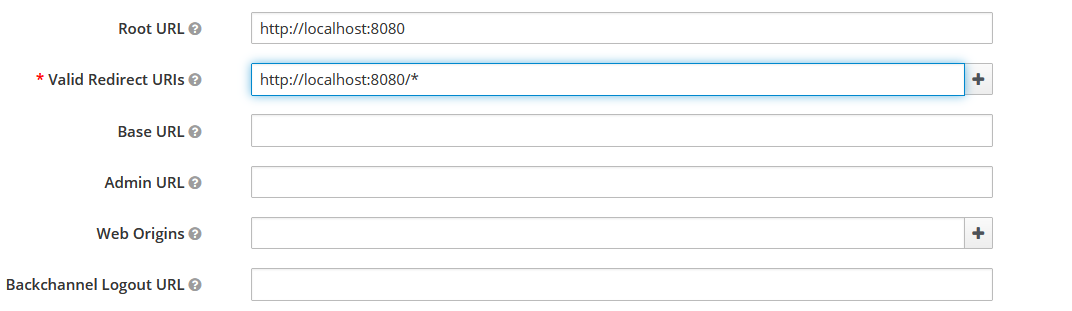 Root URL ? http://localhost:8080
* Valid Redirect URIs ? http://localhost:8080/* +
Base URL ?
Admin URL ?
Web Origins ? +
Backchannel Logout URL ?